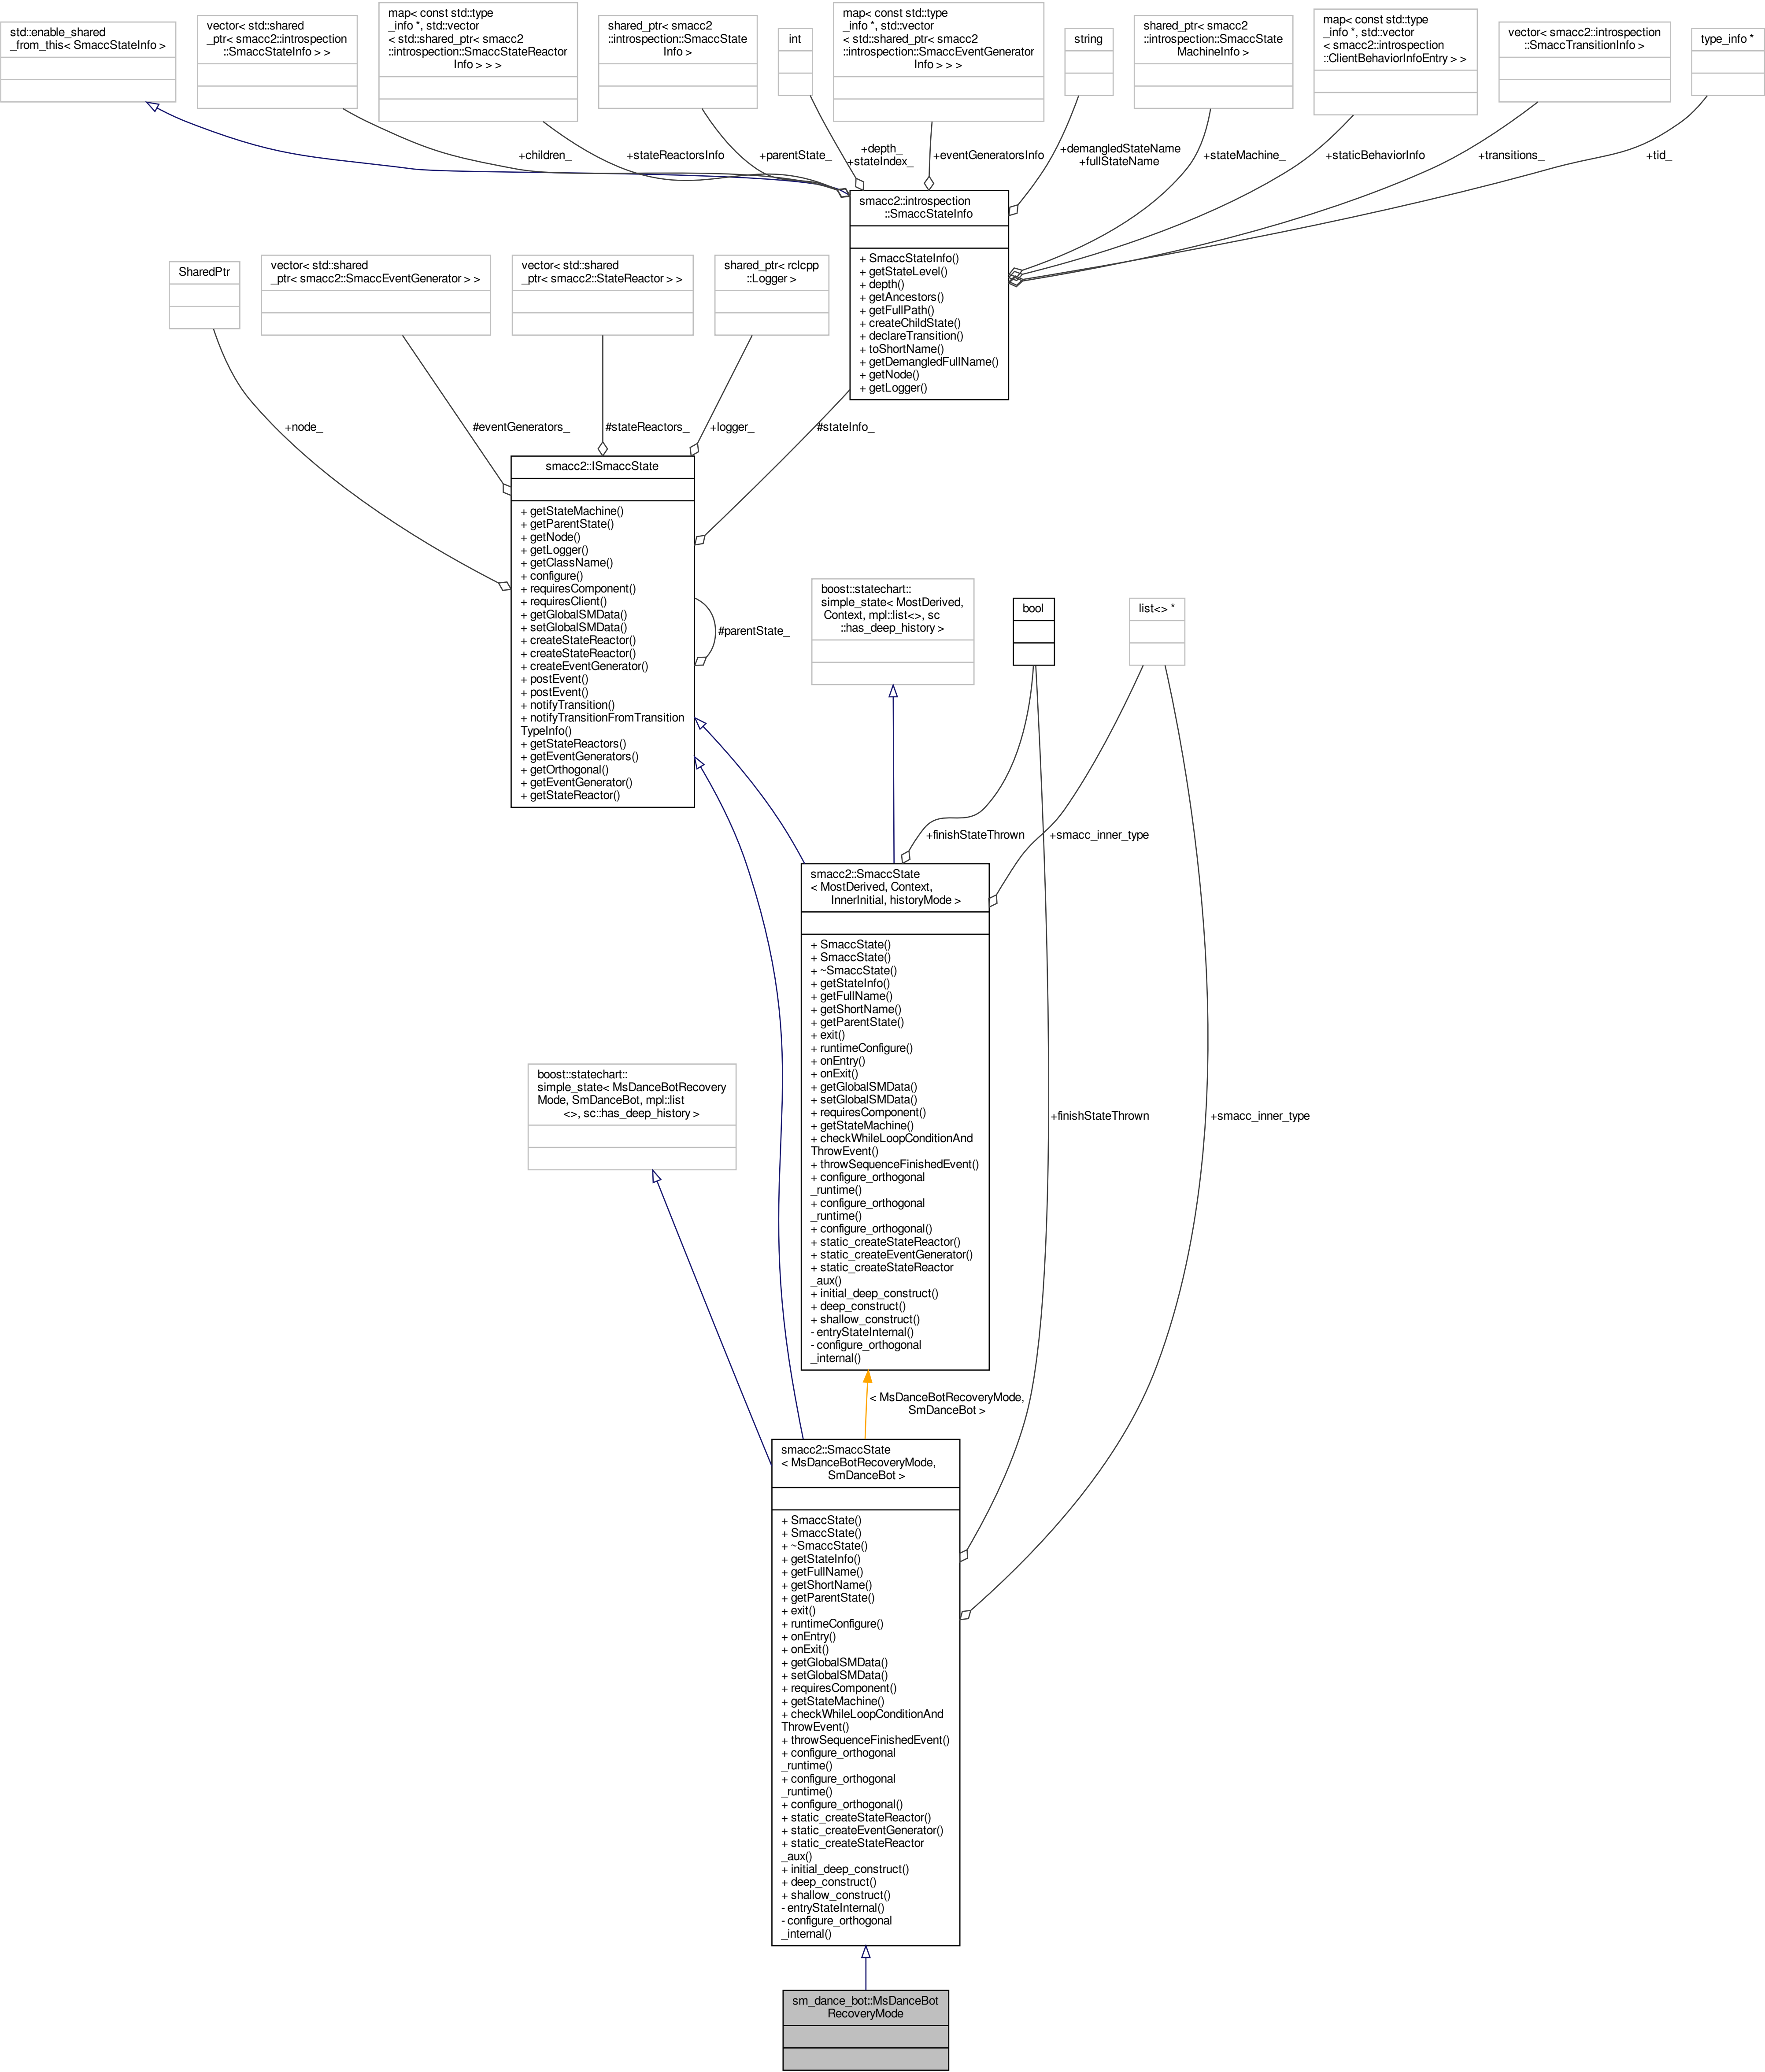 std::enable_shared
_from_this< SmaccStateInfo >
vector< std::shared
_ptr< smacc2::introspection
::SmaccStateInfo > >
map< const std::type
_info *, std::vector
< std::shared_ptr< smacc2
::introspection::SmaccStateReactor
Info > > >
shared_ptr< smacc2
::introspection::SmaccState
Info >
int
map< const std::type
_info *, std::vector
< std::shared_ptr< smacc2
::introspection::SmaccEventGenerator
Info > > >
string
shared_ptr< smacc2
::introspection::SmaccState
MachineInfo >
map< const std::type
_info *, std::vector
< smacc2::introspection
::ClientBehaviorInfoEntry > >
vector< smacc2::introspection
::SmaccTransitionInfo >
type_info *
+children_
+stateReactorsInfo
+parentState_
+depth_
+stateIndex_
+eventGeneratorsInfo
+demangledStateName
+fullStateName
+stateMachine_
+staticBehaviorInfo
+transitions_
+tid_
smacc2::introspection
::SmaccStateInfo
+ SmaccStateInfo()
+ getStateLevel()
+ depth()
+ getAncestors()
+ getFullPath()
+ createChildState()
+ declareTransition()
+ toShortName()
+ getDemangledFullName()
+ getNode()
+ getLogger()
SharedPtr
vector< std::shared
_ptr< smacc2::SmaccEventGenerator > >
vector< std::shared
_ptr< smacc2::StateReactor > >
shared_ptr< rclcpp
::Logger >
+node_
#eventGenerators_
#stateReactors_
+logger_
#stateInfo_
smacc2::ISmaccState
+ getStateMachine()
+ getParentState()
+ getNode()
+ getLogger()
+ getClassName()
+ configure()
+ requiresComponent()
+ requiresClient()
+ getGlobalSMData()
+ setGlobalSMData()
+ createStateReactor()
+ createStateReactor()
+ createEventGenerator()
+ postEvent()
+ postEvent()
+ notifyTransition()
+ notifyTransitionFromTransition
TypeInfo()
+ getStateReactors()
+ getEventGenerators()
+ getOrthogonal()
+ getEventGenerator()
+ getStateReactor()
#parentState_
boost::statechart::
simple_state< MostDerived,
Context, mpl::list<>, sc
::has_deep_history >
bool
list<> *
+finishStateThrown
+smacc_inner_type
smacc2::SmaccState
< MostDerived, Context,
InnerInitial, historyMode >
+ SmaccState()
+ SmaccState()
+ ~SmaccState()
+ getStateInfo()
+ getFullName()
+ getShortName()
+ getParentState()
+ exit()
+ runtimeConfigure()
+ onEntry()
+ onExit()
+ getGlobalSMData()
+ setGlobalSMData()
+ requiresComponent()
+ getStateMachine()
+ checkWhileLoopConditionAnd
ThrowEvent()
+ throwSequenceFinishedEvent()
+ configure_orthogonal
_runtime()
+ configure_orthogonal
_runtime()
+ configure_orthogonal()
+ static_createStateReactor()
+ static_createEventGenerator()
+ static_createStateReactor
_aux()
+ initial_deep_construct()
+ deep_construct()
+ shallow_construct()
- entryStateInternal()
- configure_orthogonal
_internal()
boost::statechart::
simple_state< MsDanceBotRecovery
Mode, SmDanceBot, mpl::list
<>, sc::has_deep_history >
+finishStateThrown
+smacc_inner_type
< MsDanceBotRecoveryMode,
SmDanceBot >
smacc2::SmaccState
< MsDanceBotRecoveryMode,
SmDanceBot >
+ SmaccState()
+ SmaccState()
+ ~SmaccState()
+ getStateInfo()
+ getFullName()
+ getShortName()
+ getParentState()
+ exit()
+ runtimeConfigure()
+ onEntry()
+ onExit()
+ getGlobalSMData()
+ setGlobalSMData()
+ requiresComponent()
+ getStateMachine()
+ checkWhileLoopConditionAnd
ThrowEvent()
+ throwSequenceFinishedEvent()
+ configure_orthogonal
_runtime()
+ configure_orthogonal
_runtime()
+ configure_orthogonal()
+ static_createStateReactor()
+ static_createEventGenerator()
+ static_createStateReactor
_aux()
+ initial_deep_construct()
+ deep_construct()
+ shallow_construct()
- entryStateInternal()
- configure_orthogonal
_internal()
sm_dance_bot::MsDanceBot
RecoveryMode